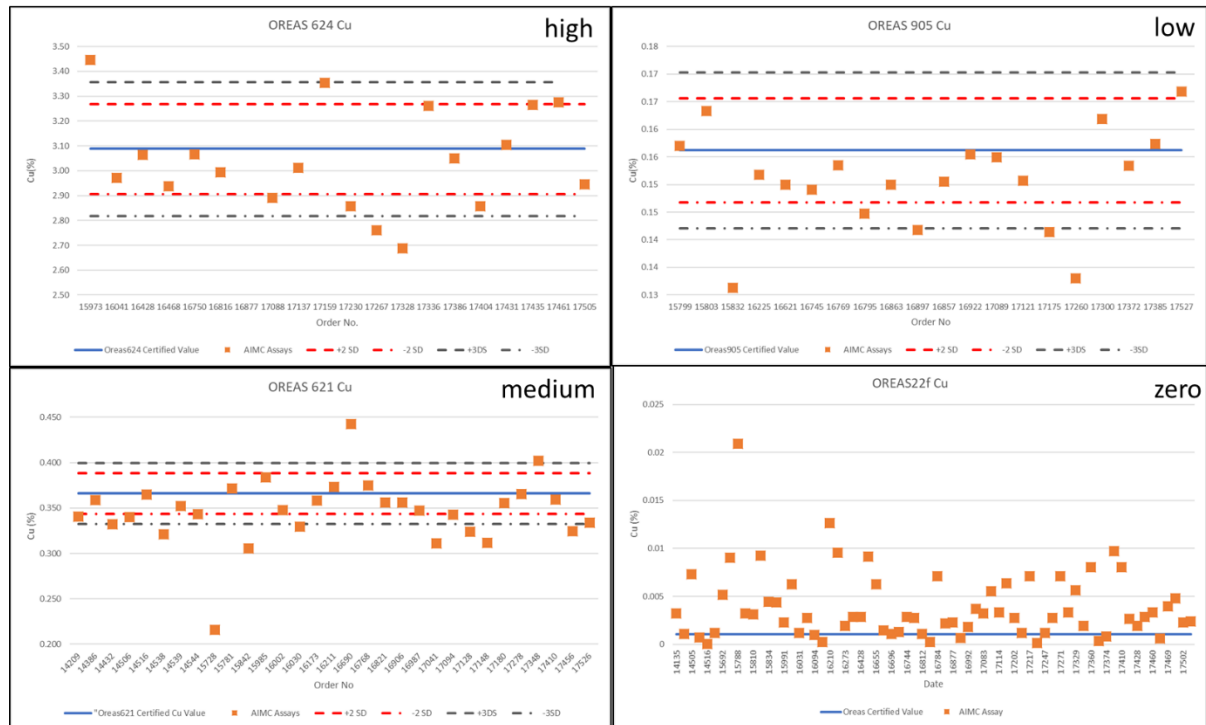 OREAS 624 Cu
high
3.50
3.40
3.30
3.20
3.10
3.00
2.90
2.80
2.70
2.60
2.50
Cu(%)
15973 16041 16428 16468 16750 16816 16877 17088 17137 17159 17230 17267 17328 17336 17386 17404 17431 17435 17461 17505
Order No.
Oreas624 Certified Value AIMC Assays +2 SD -2 SD +3DS -3SD
OREAS 905 Cu
low
0.18
0.17
0.17
0.16
0.16
0.15
0.15
0.14
0.14
0.13
Cu(%)
15799 15803 15832 16225 16621 16745 16769 16795 16863 16897 16857 16922 17089 17121 17175 17260 17300 17372 17385 17527
Order No
Oreas905 Certified Value AIMC Assays +2 SD -2 SD +3DS -3SD
OREAS 621 Cu
medium
0.450
0.400
0.350
0.300
0.250
0.200
Cu (%)
14209 14386 14432 14506 14516 14538 14539 14544 15728 15781 15842 15985 16002 16030 16173 16211 16690 16768 16821 16906 16987 17041 17094 17128 17148 17180 17278 17348 17410 17456 17526
Order No
"Oreas621 Certified Cu Value AIMC Assays +2 SD -2 SD +3DS -3SD
OREAS22f Cu
zero
0.025
0.02
0.015
0.01
0.005
0
Cu (%)
14135 14505 14516 15692 15788 15810 15834 15991 16031 16094 16210 16273 16428 16655 16696 16744 16812 16784 16877 16992 17083 17114 17202 17217 17247 17271 17329 17360 17374 17410 17428 17460 17469 17502
Date
Oreas Certified Value AIMC Assay